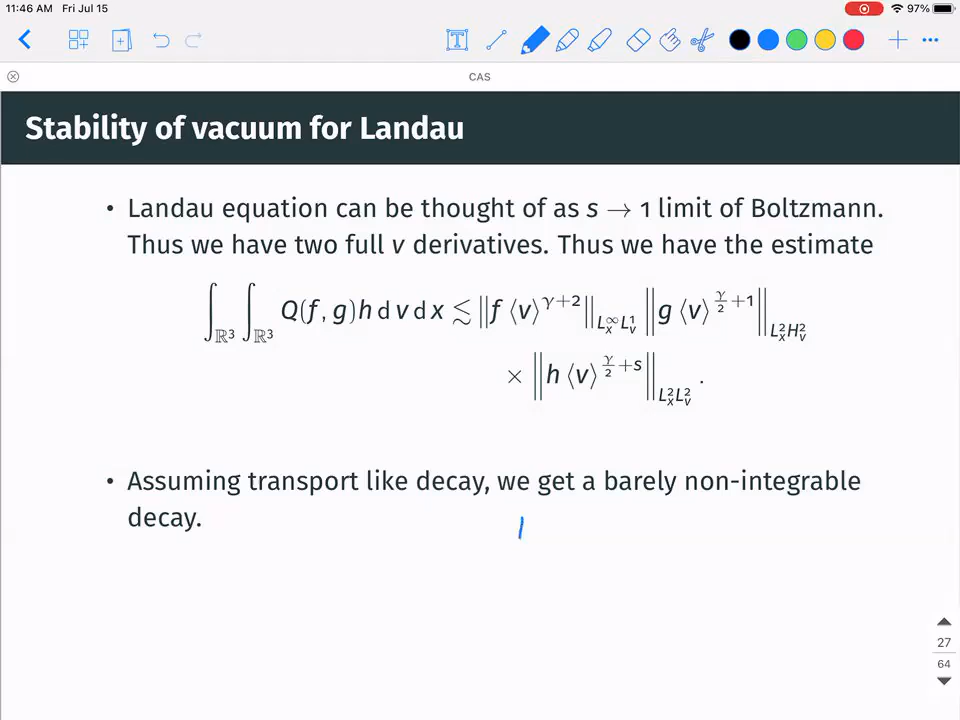 11:46 AM Fri Jul 15 97%
CAS
Stability of vacuum for Landau
• Landau equation can be thought of as s → 1 limit of Boltzmann.
Thus we have two full v derivatives. Thus we have the estimate
∫_{ℝ³} ∫_{ℝ³} Q(f, g)h dv dx ≲ ‖f ⟨v⟩^{γ+2}‖_{L^∞_x L^1_v} ‖g ⟨v⟩^{γ/2+1}‖_{L^2_x H^2_v}
× ‖h ⟨v⟩^{γ/2+s}‖_{L^2_x L^2_v} .
• Assuming transport like decay, we get a barely non-integrable
decay.
27
64